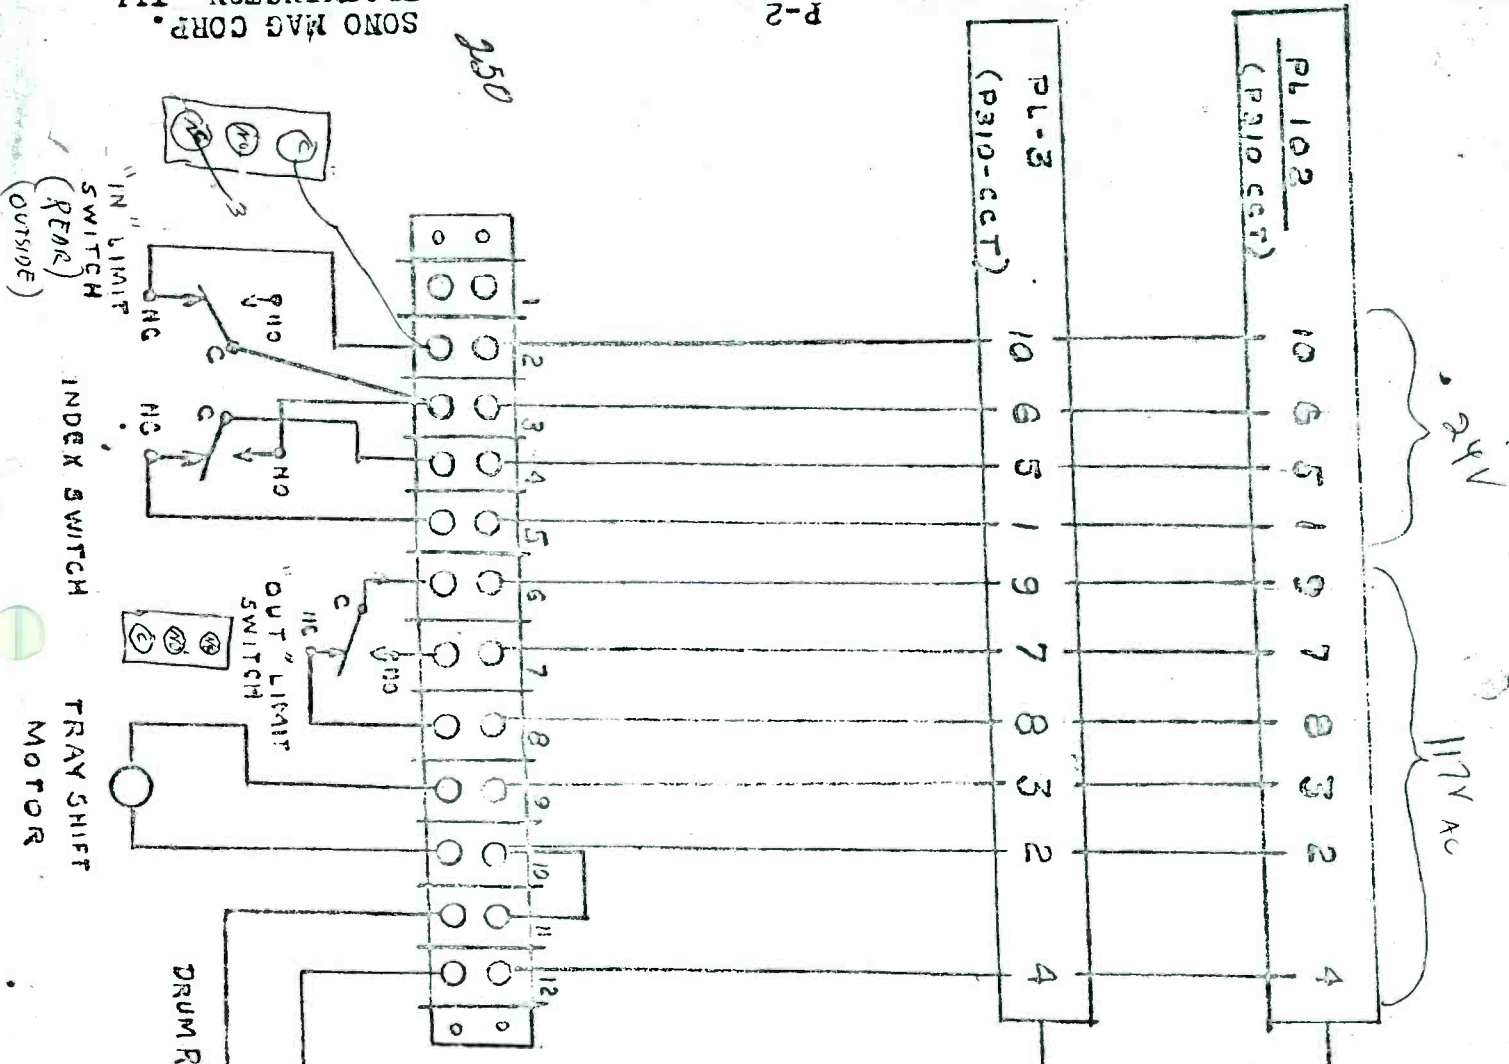 SONO MAG CORP.
P-2
250
PL 102
(P310 CCT)
10
6
5
1
9
7
8
3
2
4
24V
117V AC
PL-3
(P310-CCT)
10
6
5
1
9
7
8
3
2
4
1
2
3
4
5
6
7
8
9
10
11
12
NC
NO
C
3
"IN" LIMIT
SWITCH
(REAR)
(OUTSIDE)
NO
C
NC
INDEX SWITCH
C
NC
NO
"OUT" LIMIT
SWITCH
C
NC
NO
NC
NO
C
TRAY SHIFT
MOTOR
DRUM R